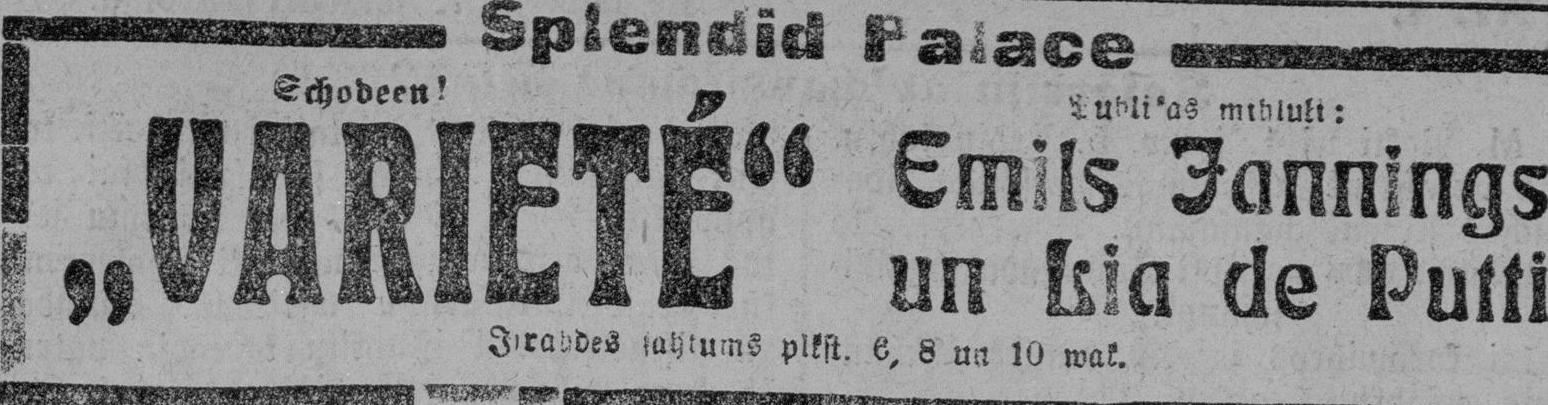 Splendid Palace
Schodeen!
„VARIETÉ“
Publikas mihluļi:
Emils Jannings
un Lia de Putti
Israhdes sahkums plkst. 6, 8 un 10 wak.